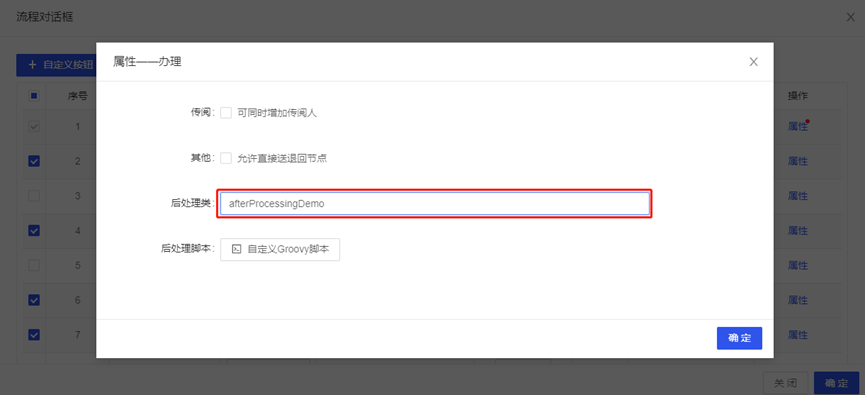 流程对话框
自定义按钮
属性——办理
序号
操作
传阅: 可同时增加传阅人
1
属性
其他: 允许直接送退回节点
2
属性
后处理类: afterProcessingDemo
3
属性
4
属性
后处理脚本: 自定义Groovy脚本
5
属性
6
属性
7
属性
确定
关闭
确定